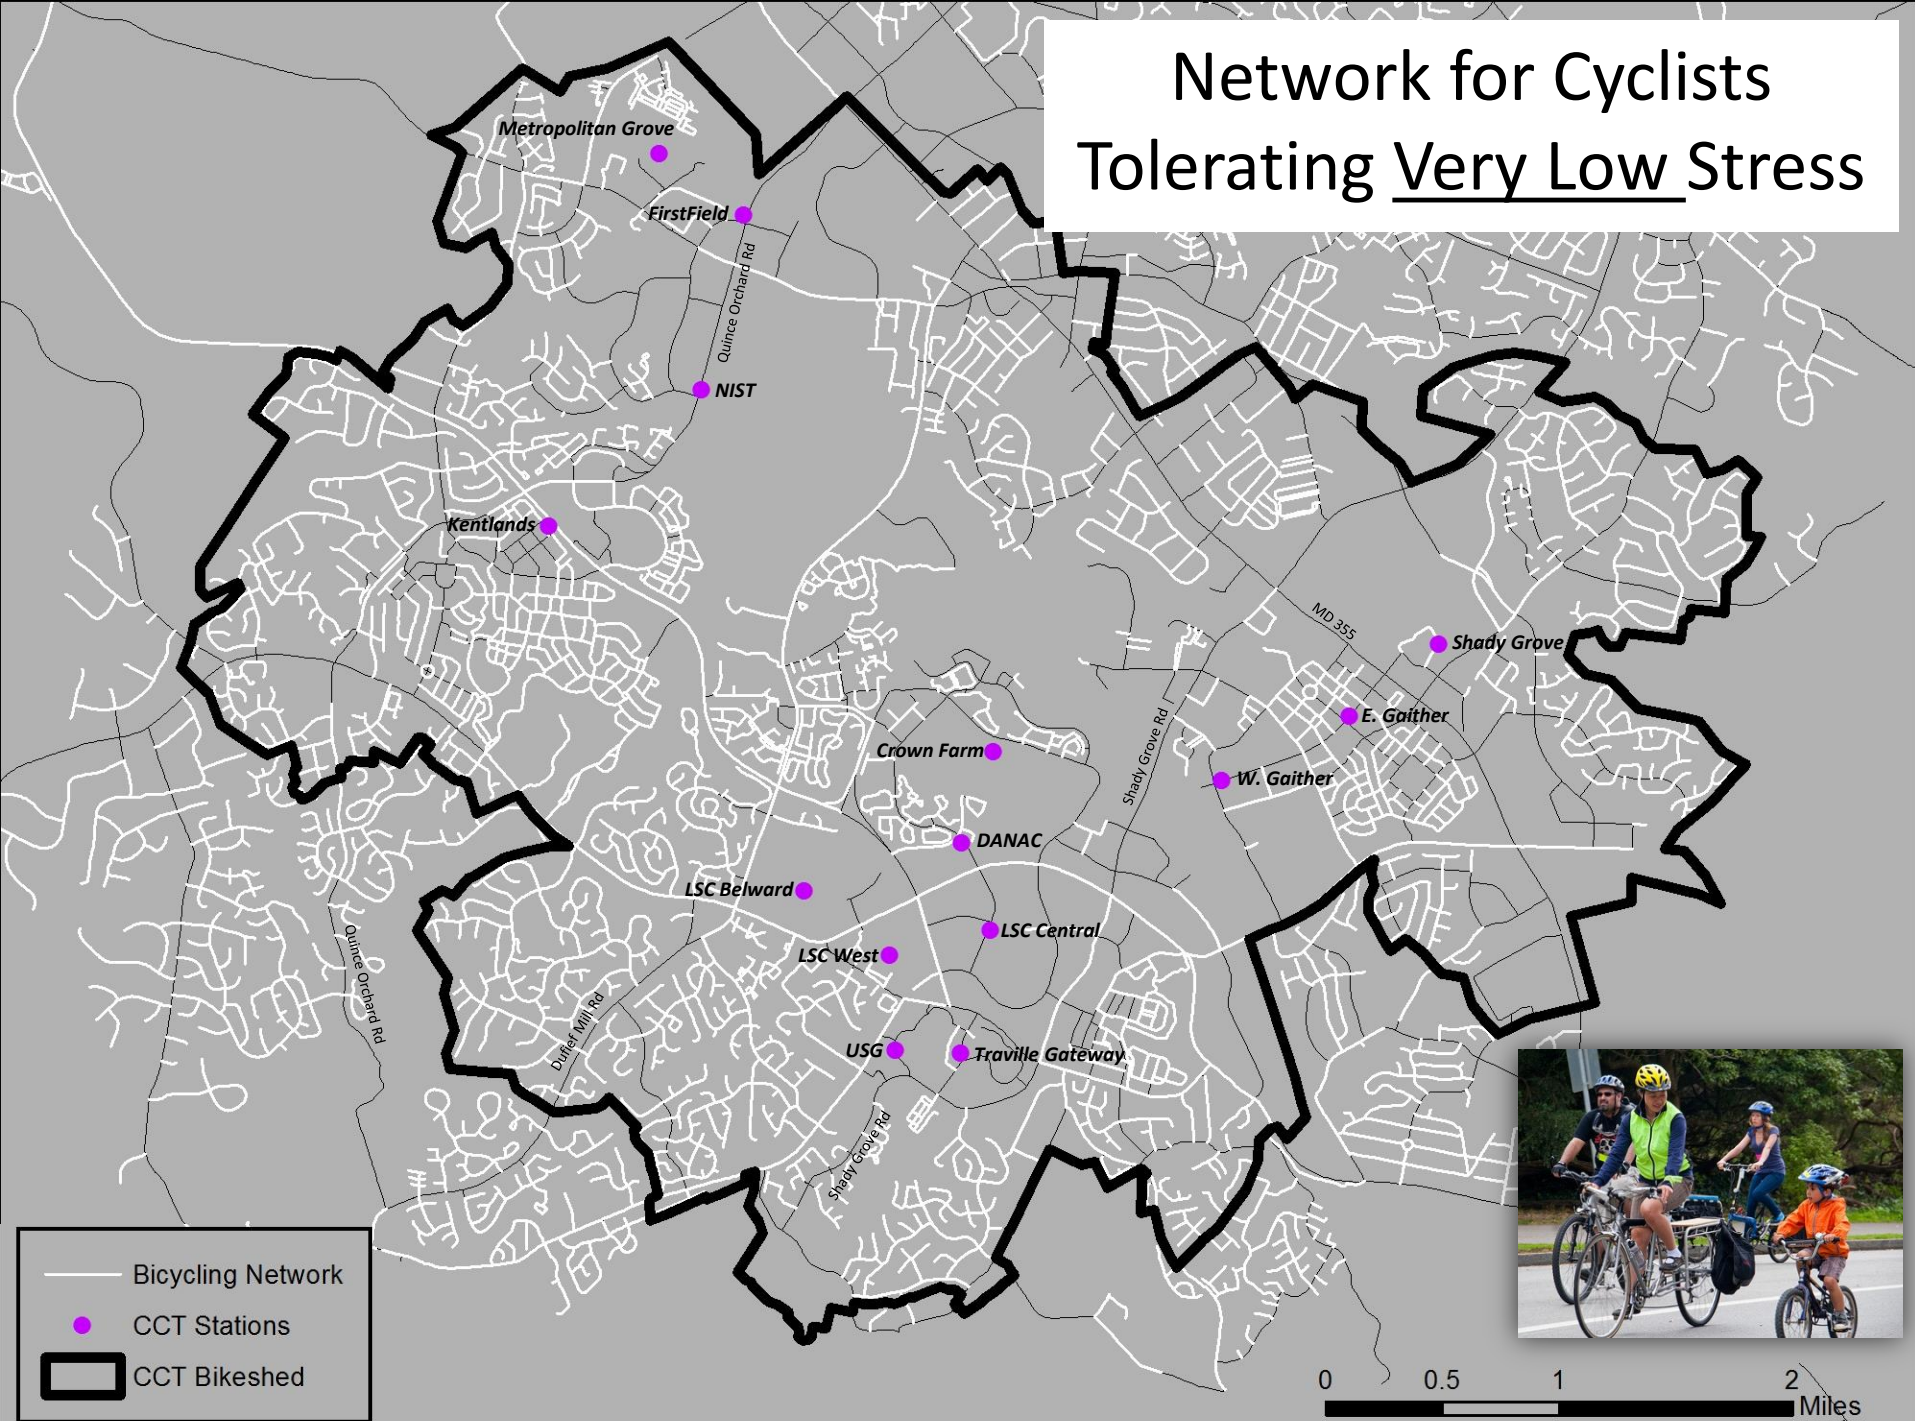 Network for Cyclists
Tolerating Very Low Stress
Metropolitan Grove
FirstField
Quince Orchard Rd
NIST
Kentlands
MD 355
Shady Grove
E. Gaither
Crown Farm
Shady Grove Rd
W. Gaither
DANAC
LSC Belward
LSC Central
LSC West
Quince Orchard Rd
Dufief Mill Rd
USG
Traville Gateway
Shady Grove Rd
Bicycling Network
CCT Stations
CCT Bikeshed
0 0.5 1 2
Miles